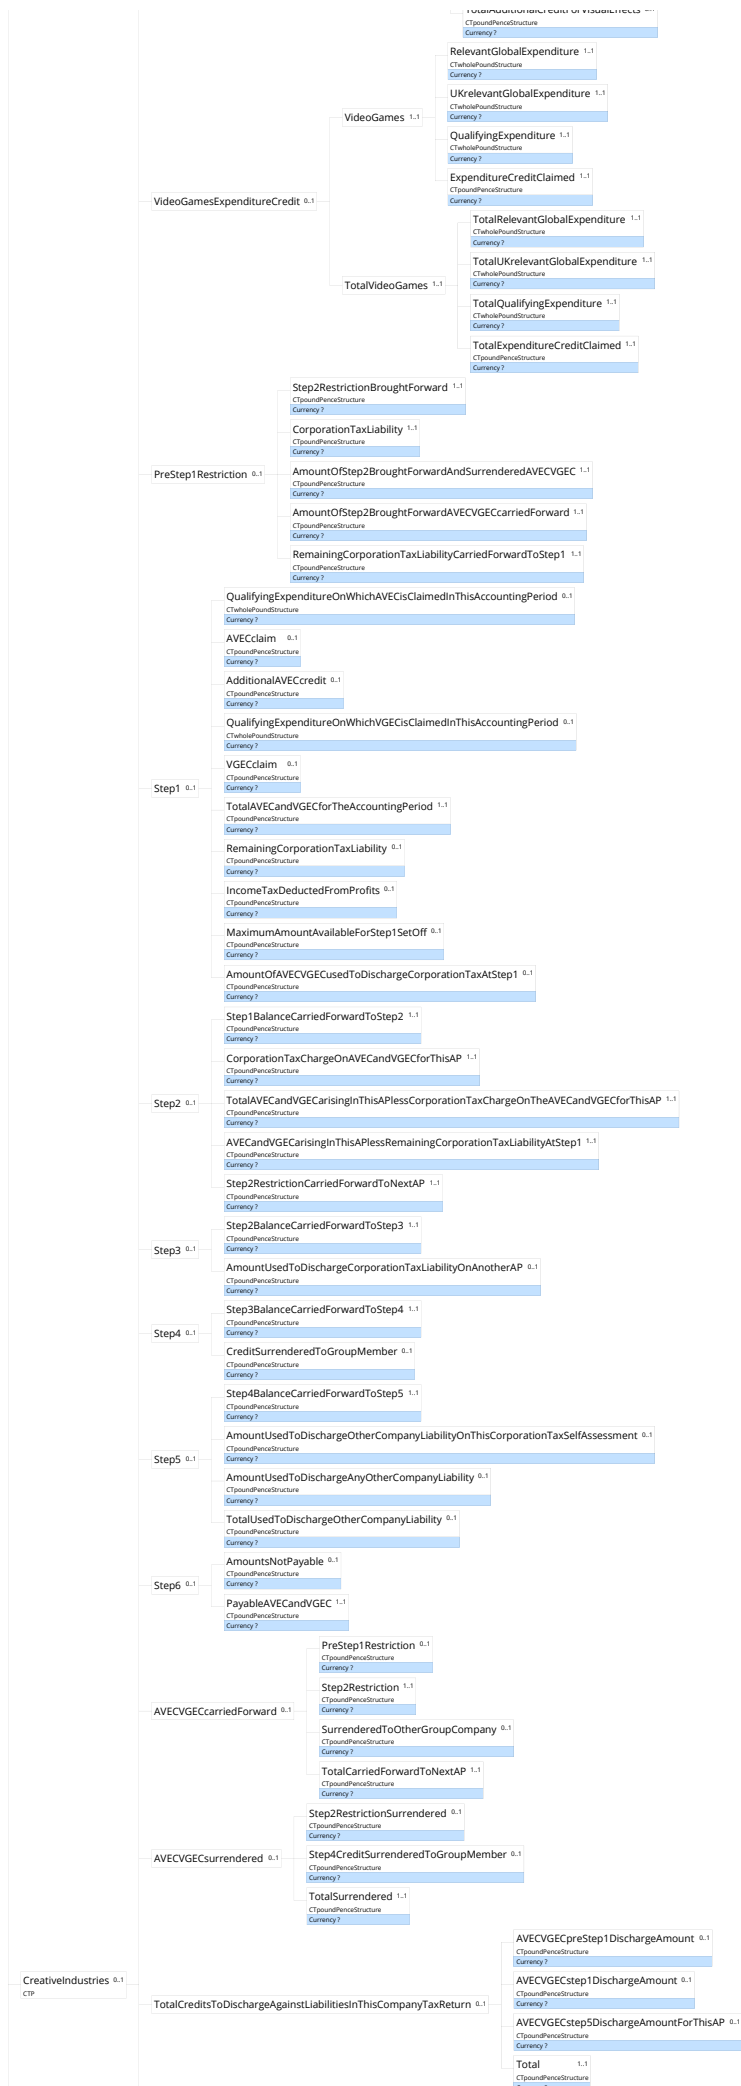 CTpoundPenceStructure
Currency ?
RelevantGlobalExpenditure 1..1
CTwholePoundStructure
Currency ?
UKrelevantGlobalExpenditure 1..1
CTwholePoundStructure
Currency ?
VideoGames 1..1
QualifyingExpenditure 1..1
CTwholePoundStructure
Currency ?
ExpenditureCreditClaimed 1..1
CTpoundPenceStructure
Currency ?
VideoGamesExpenditureCredit 0..1
TotalRelevantGlobalExpenditure 1..1
CTwholePoundStructure
Currency ?
TotalUKrelevantGlobalExpenditure 1..1
CTwholePoundStructure
Currency ?
TotalVideoGames 1..1
TotalQualifyingExpenditure 1..1
CTwholePoundStructure
Currency ?
TotalExpenditureCreditClaimed 1..1
CTpoundPenceStructure
Currency ?
Step2RestrictionBroughtForward 1..1
CTpoundPenceStructure
Currency ?
CorporationTaxLiability 1..1
CTpoundPenceStructure
Currency ?
PreStep1Restriction 0..1
AmountOfStep2BroughtForwardAndSurrenderedAVECVGEC 1..1
CTpoundPenceStructure
Currency ?
AmountOfStep2BroughtForwardAVECVGECcarriedForward 1..1
CTpoundPenceStructure
Currency ?
RemainingCorporationTaxLiabilityCarriedForwardToStep1 1..1
CTpoundPenceStructure
Currency ?
QualifyingExpenditureOnWhichAVECisClaimedInThisAccountingPeriod 0..1
CTwholePoundStructure
Currency ?
AVECclaim 0..1
CTpoundPenceStructure
Currency ?
AdditionalAVECcredit 0..1
CTpoundPenceStructure
Currency ?
QualifyingExpenditureOnWhichVGECisClaimedInThisAccountingPeriod 0..1
CTwholePoundStructure
Currency ?
VGECclaim 0..1
CTpoundPenceStructure
Currency ?
Step1 0..1
TotalAVECandVGECforTheAccountingPeriod 1..1
CTpoundPenceStructure
Currency ?
RemainingCorporationTaxLiability 0..1
CTpoundPenceStructure
Currency ?
IncomeTaxDeductedFromProfits 0..1
CTpoundPenceStructure
Currency ?
MaximumAmountAvailableForStep1SetOff 0..1
CTpoundPenceStructure
Currency ?
AmountOfAVECVGECusedToDischargeCorporationTaxAtStep1 0..1
CTpoundPenceStructure
Currency ?
Step1BalanceCarriedForwardToStep2 1..1
CTpoundPenceStructure
Currency ?
CorporationTaxChargeOnAVECandVGECforThisAP 1..1
CTpoundPenceStructure
Currency ?
Step2 0..1
TotalAVECandVGECarisingInThisAPlessCorporationTaxChargeOnTheAVECandVGECforThisAP 1..1
CTpoundPenceStructure
Currency ?
AVECandVGECarisingInThisAPlessRemainingCorporationTaxLiabilityAtStep1 1..1
CTpoundPenceStructure
Currency ?
Step2RestrictionCarriedForwardToNextAP 1..1
CTpoundPenceStructure
Currency ?
Step2BalanceCarriedForwardToStep3 1..1
CTpoundPenceStructure
Currency ?
Step3 0..1
AmountUsedToDischargeCorporationTaxLiabilityOnAnotherAP 0..1
CTpoundPenceStructure
Currency ?
Step3BalanceCarriedForwardToStep4 1..1
CTpoundPenceStructure
Currency ?
Step4 0..1
CreditSurrenderedToGroupMember 0..1
CTpoundPenceStructure
Currency ?
Step4BalanceCarriedForwardToStep5 1..1
CTpoundPenceStructure
Currency ?
AmountUsedToDischargeOtherCompanyLiabilityOnThisCorporationTaxSelfAssessment 0..1
CTpoundPenceStructure
Currency ?
Step5 0..1
AmountUsedToDischargeAnyOtherCompanyLiability 0..1
CTpoundPenceStructure
Currency ?
TotalUsedToDischargeOtherCompanyLiability 0..1
CTpoundPenceStructure
Currency ?
AmountsNotPayable 0..1
CTpoundPenceStructure
Currency ?
Step6 0..1
PayableAVECandVGEC 1..1
CTpoundPenceStructure
Currency ?
PreStep1Restriction 0..1
CTpoundPenceStructure
Currency ?
Step2Restriction 1..1
CTpoundPenceStructure
Currency ?
AVECVGECcarriedForward 0..1
SurrenderedToOtherGroupCompany 0..1
CTpoundPenceStructure
Currency ?
TotalCarriedForwardToNextAP 1..1
CTpoundPenceStructure
Currency ?
Step2RestrictionSurrendered 0..1
CTpoundPenceStructure
Currency ?
AVECVGECsurrendered 0..1
Step4CreditSurrenderedToGroupMember 0..1
CTpoundPenceStructure
Currency ?
TotalSurrendered 1..1
CTpoundPenceStructure
Currency ?
AVECVGECpreStep1DischargeAmount 0..1
CTpoundPenceStructure
Currency ?
CreativeIndustries 0..1
CTP
AVECVGECstep1DischargeAmount 0..1
CTpoundPenceStructure
Currency ?
TotalCreditsToDischargeAgainstLiabilitiesInThisCompanyTaxReturn 0..1
AVECVGECstep5DischargeAmountForThisAP 0..1
CTpoundPenceStructure
Currency ?
Total 1..1
CTpoundPenceStructure